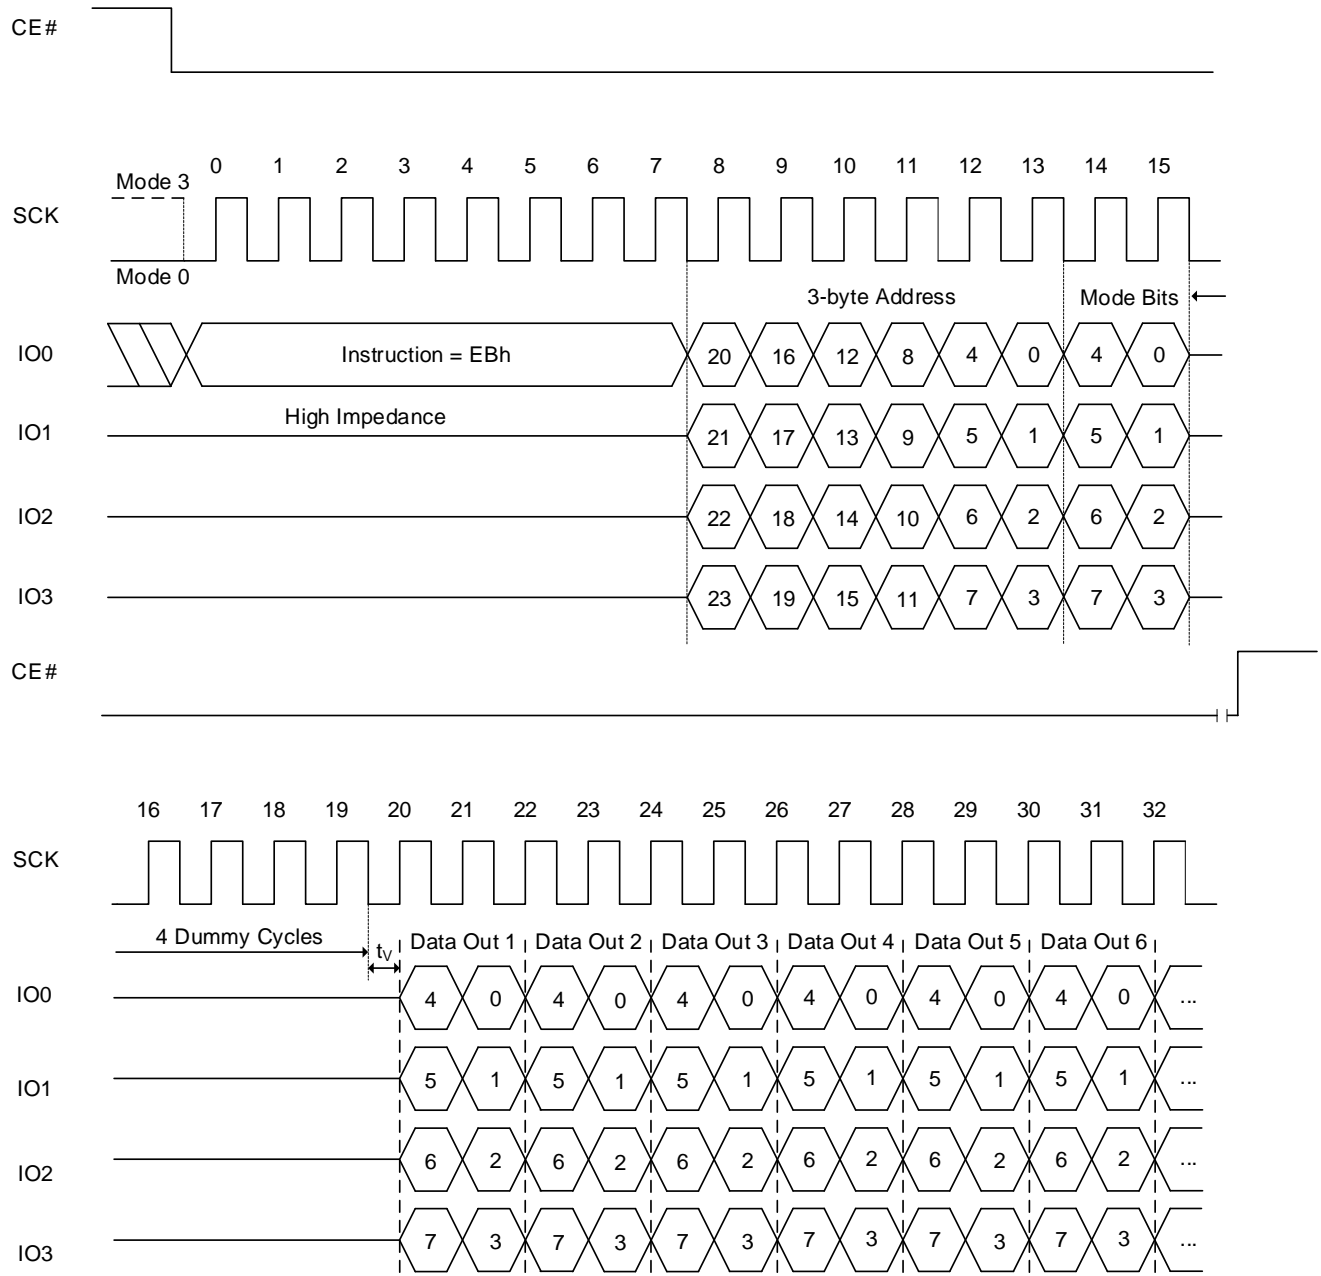 CE#
0 1 2 3 4 5 6 7 8 9 10 11 12 13 14 15
Mode 3
SCK
Mode 0
3-byte Address Mode Bits
IO0 Instruction = EBh 20 16 12 8 4 0 4 0
High Impedance
IO1 21 17 13 9 5 1 5 1
IO2 22 18 14 10 6 2 6 2
IO3 23 19 15 11 7 3 7 3
CE#
16 17 18 19 20 21 22 23 24 25 26 27 28 29 30 31 32
SCK
4 Dummy Cycles tV Data Out 1 Data Out 2 Data Out 3 Data Out 4 Data Out 5 Data Out 6
IO0 4 0 4 0 4 0 4 0 4 0 4 0 ...
IO1 5 1 5 1 5 1 5 1 5 1 5 1 ...
IO2 6 2 6 2 6 2 6 2 6 2 6 2 ...
IO3 7 3 7 3 7 3 7 3 7 3 7 3 ...